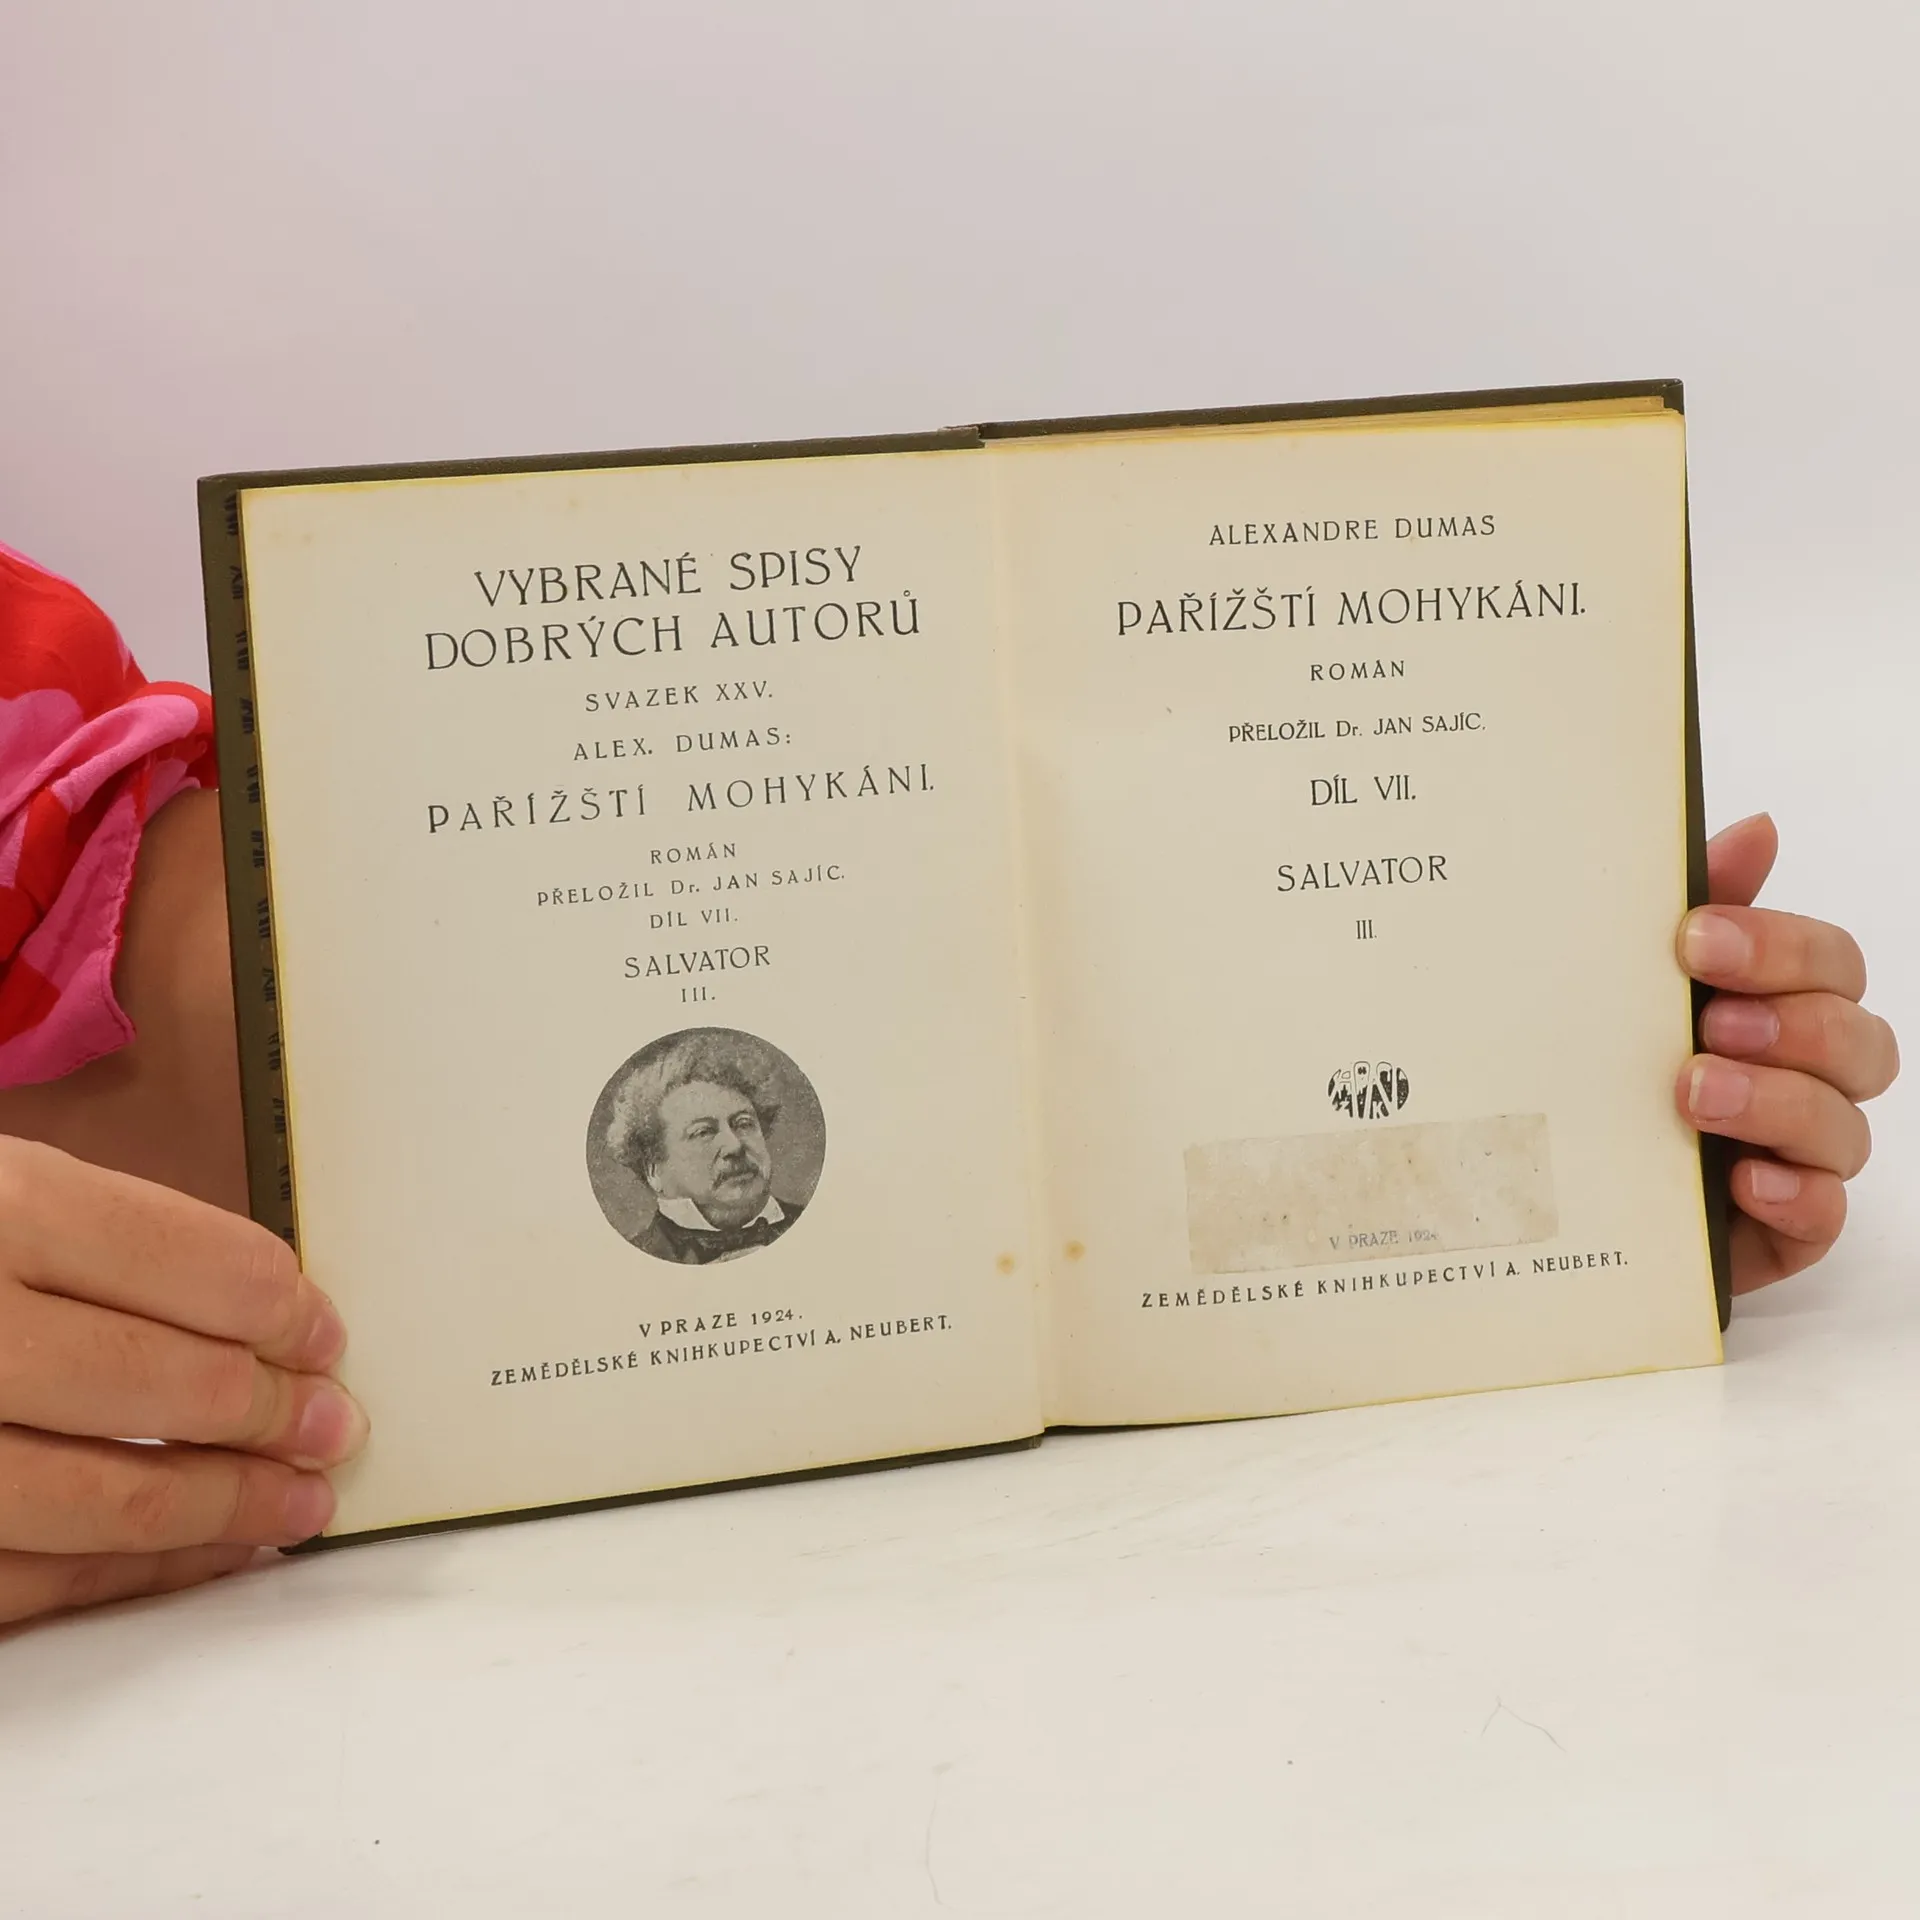 VYBRANÉ SPISY
DOBRÝCH AUTORŮ
SVAZEK XXV.
ALEX. DUMAS:
PAŘÍŽŠTÍ MOHYKÁNI.
ROMÁN
PŘELOŽIL Dr. JAN SAJÍC.
DÍL VII.
SALVATOR
III.
V PRAZE 1924.
ZEMĚDĚLSKÉ KNIHKUPECTVÍ A. NEUBERT.
ALEXANDRE DUMAS
PAŘÍŽŠTÍ MOHYKÁNI.
ROMÁN
PŘELOŽIL Dr. JAN SAJÍC.
DÍL VII.
SALVATOR
III.
V PRAZE 1924
ZEMĚDĚLSKÉ KNIHKUPECTVÍ A. NEUBERT.